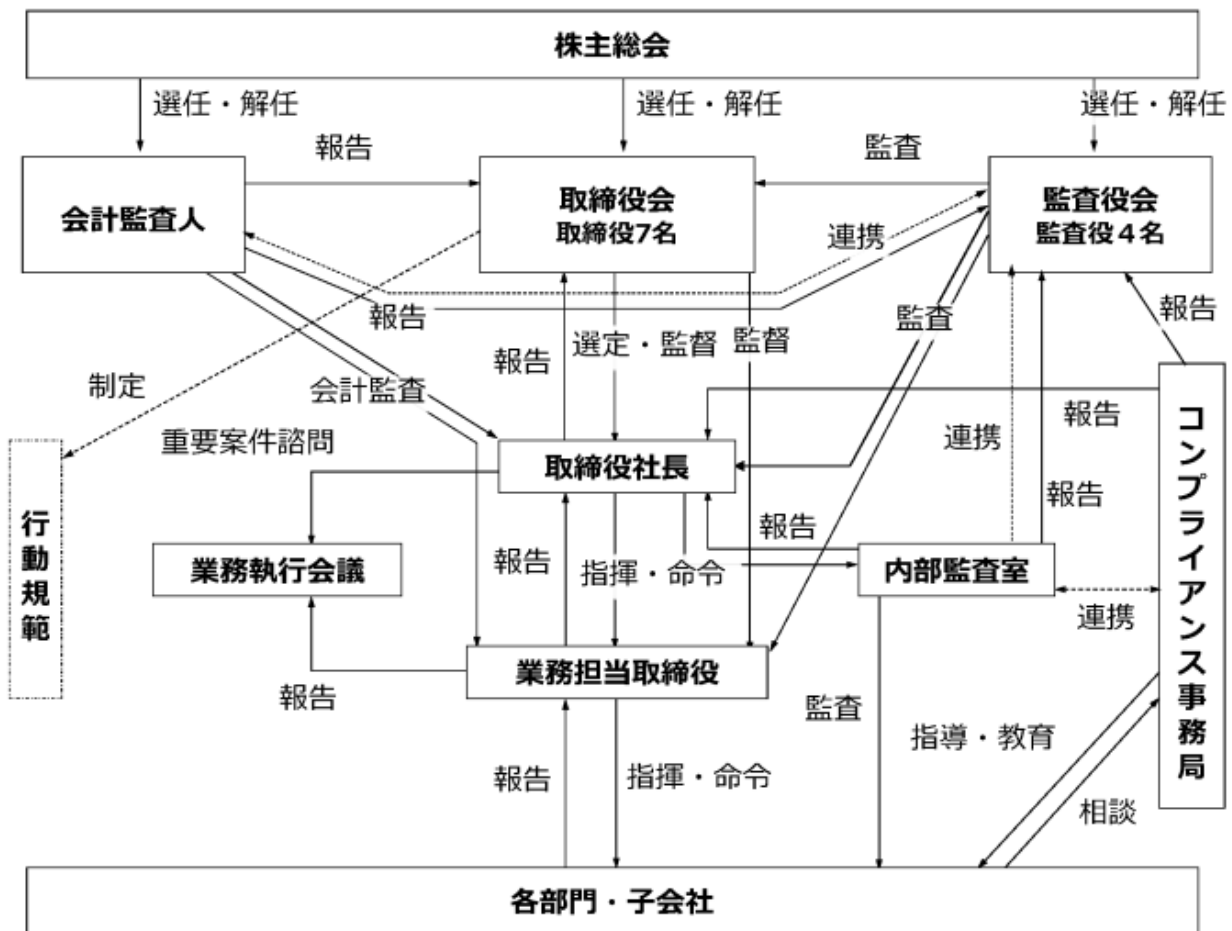 株主総会
選任・解任
選任・解任
選任・解任
報告
監査
会計監査人
取締役会
取締役7名
監査役会
監査役４名
連携
報告
報告
選定・監督
監督
監査
報告
制定
会計監査
報告
重要案件諮問
連携
取締役社長
報告
コンプライアンス事務局
行動規範
業務執行会議
報告
指揮・命令
報告
内部監査室
連携
業務担当取締役
報告
監査
指導・教育
報告
指揮・命令
相談
各部門・子会社